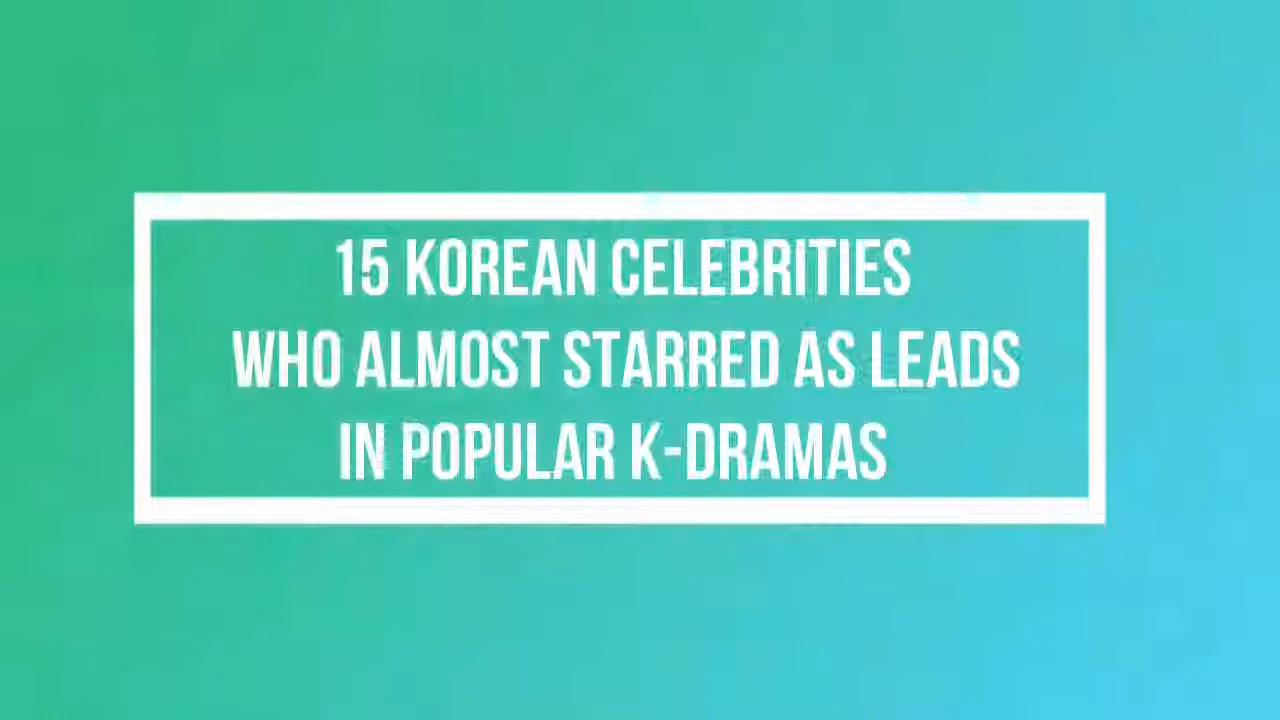 15 KOREAN CELEBRITIES
WHO ALMOST STARRED AS LEADS
IN POPULAR K-DRAMAS